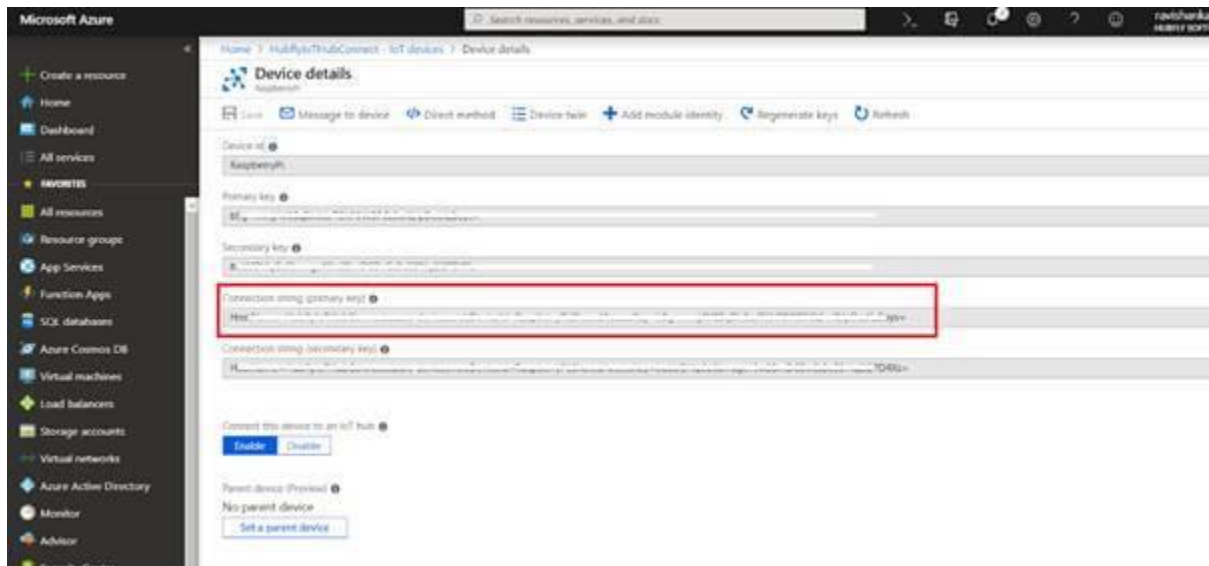 Microsoft Azure
Search resources, services, and docs
Home > HubflyIoTHubConnect - IoT devices > Device details
Device details
RaspberryPi
Save Message to device Direct method Device twin Add module identity Regenerate keys Refresh
Create a resource
Home
Dashboard
All services
FAVORITES
All resources
Resource groups
App Services
Function Apps
SQL databases
Azure Cosmos DB
Virtual machines
Load balancers
Storage accounts
Virtual networks
Azure Active Directory
Monitor
Advisor
Device Id
RaspberryPi
Primary key
Secondary key
Connection string (primary key)
Connection string (secondary key)
Connect this device to an IoT hub
Enable Disable
Parent device (Preview)
No parent device
Set a parent device